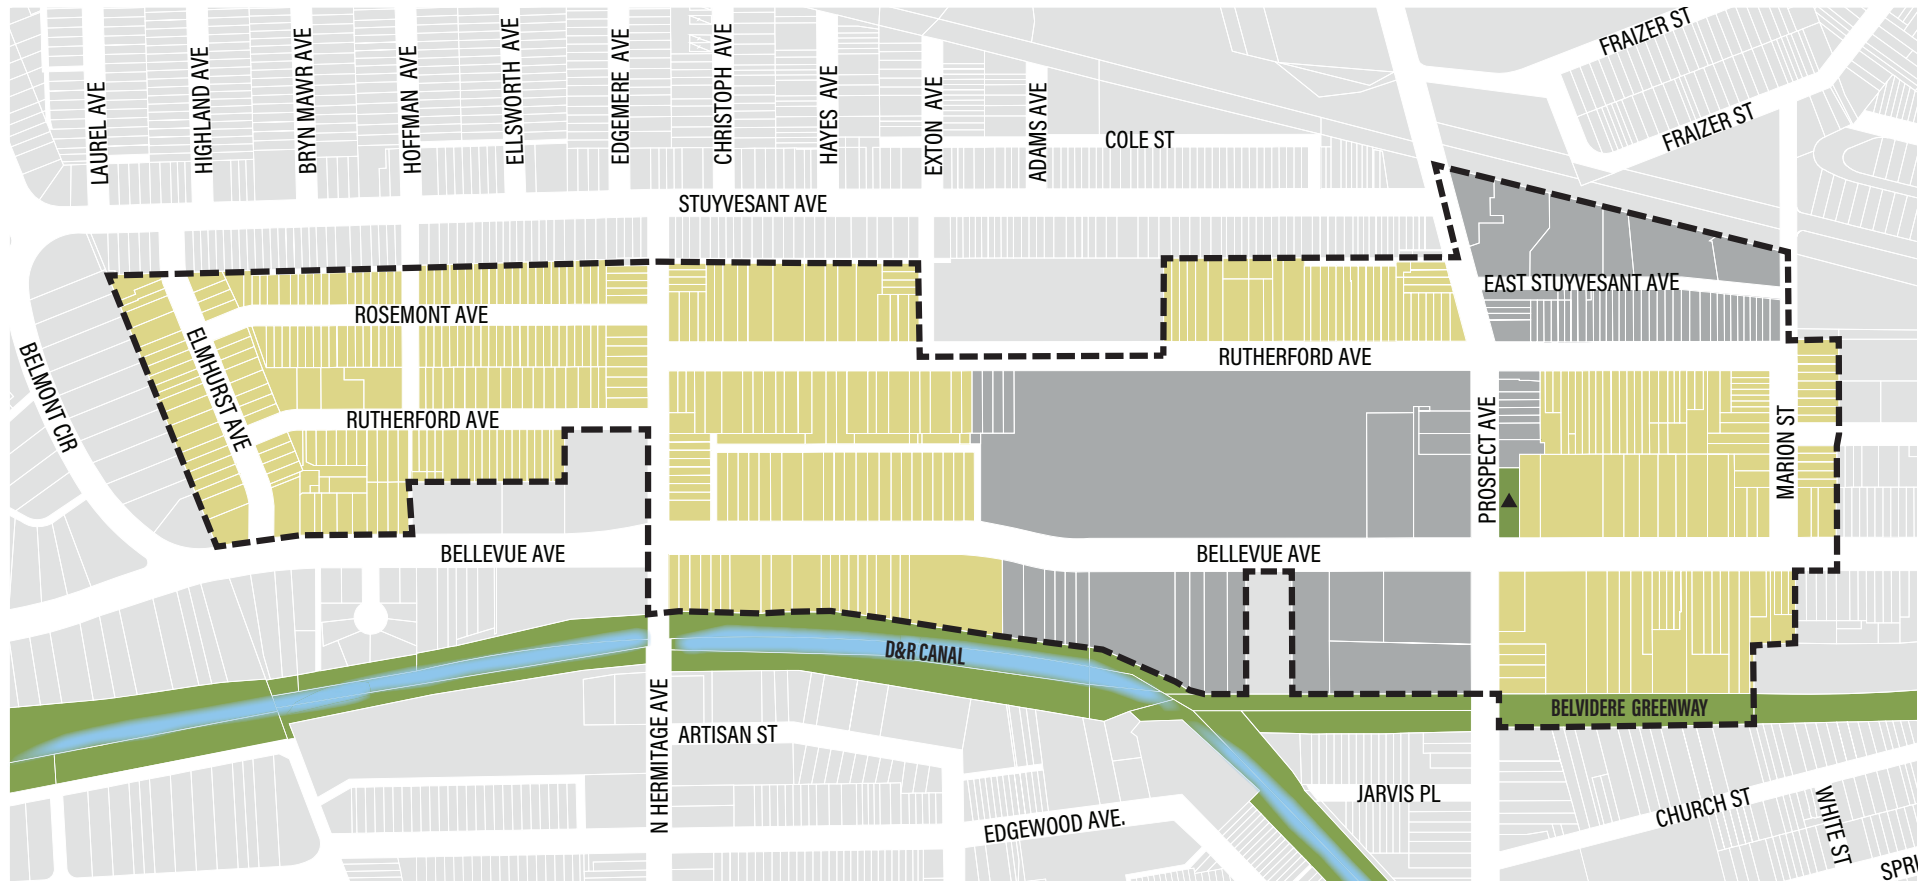 LAUREL AVE
HIGHLAND AVE
BRYN MAWR AVE
HOFFMAN AVE
ELLSWORTH AVE
EDGEMERE AVE
CHRISTOPH AVE
HAYES AVE
EXTON AVE
ADAMS AVE
COLE ST
FRAIZER ST
FRAIZER ST
STUYVESANT AVE
EAST STUYVESANT AVE
ROSEMONT AVE
ELMHURST AVE
BELMONT CIR
RUTHERFORD AVE
RUTHERFORD AVE
PROSPECT AVE
MARION ST
BELLEVUE AVE
BELLEVUE AVE
D&R CANAL
BELVIDERE GREENWAY
N HERMITAGE AVE
ARTISAN ST
JARVIS PL
EDGEWOOD AVE.
CHURCH ST
WHITE ST
SPRI